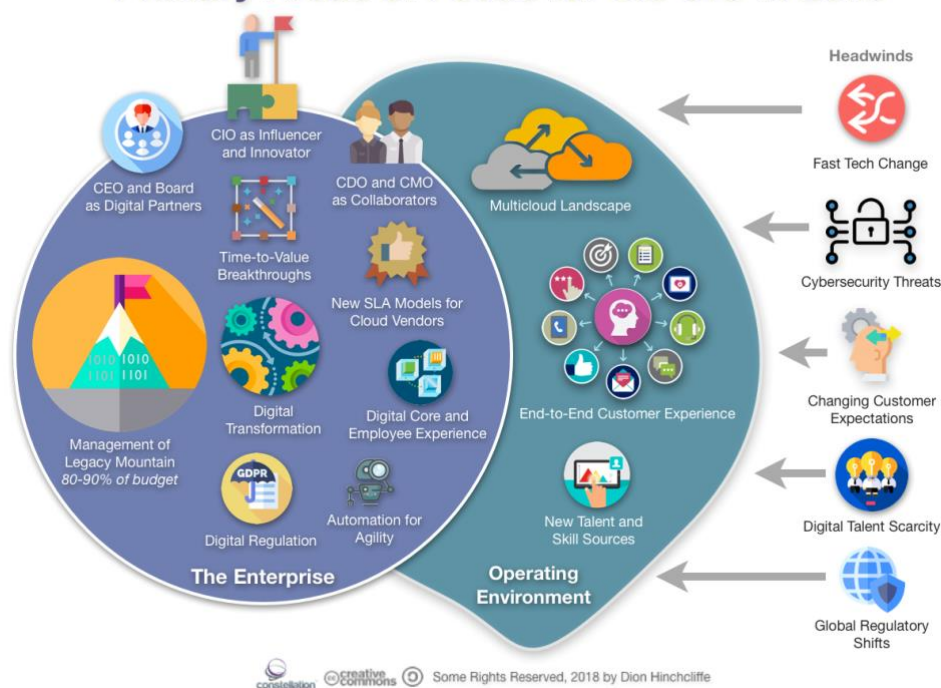 Headwinds
Fast Tech Change
Cybersecurity Threats
Changing Customer
Expectations
Digital Talent Scarcity
Global Regulatory
Shifts
CIO as Influencer
and Innovator
CEO and Board
as Digital Partners
CDO and CMO
as Collaborators
Time-to-Value
Breakthroughs
New SLA Models for
Cloud Vendors
1010 1010
1101 1101
Management of
Legacy Mountain
80-90% of budget
Digital
Transformation
Digital Core and
Employee Experience
GDPR
Digital Regulation
Automation for
Agility
The Enterprise
Multicloud Landscape
End-to-End Customer Experience
New Talent and
Skill Sources
Operating
Environment
constellation
creative
commons
Some Rights Reserved, 2018 by Dion Hinchcliffe